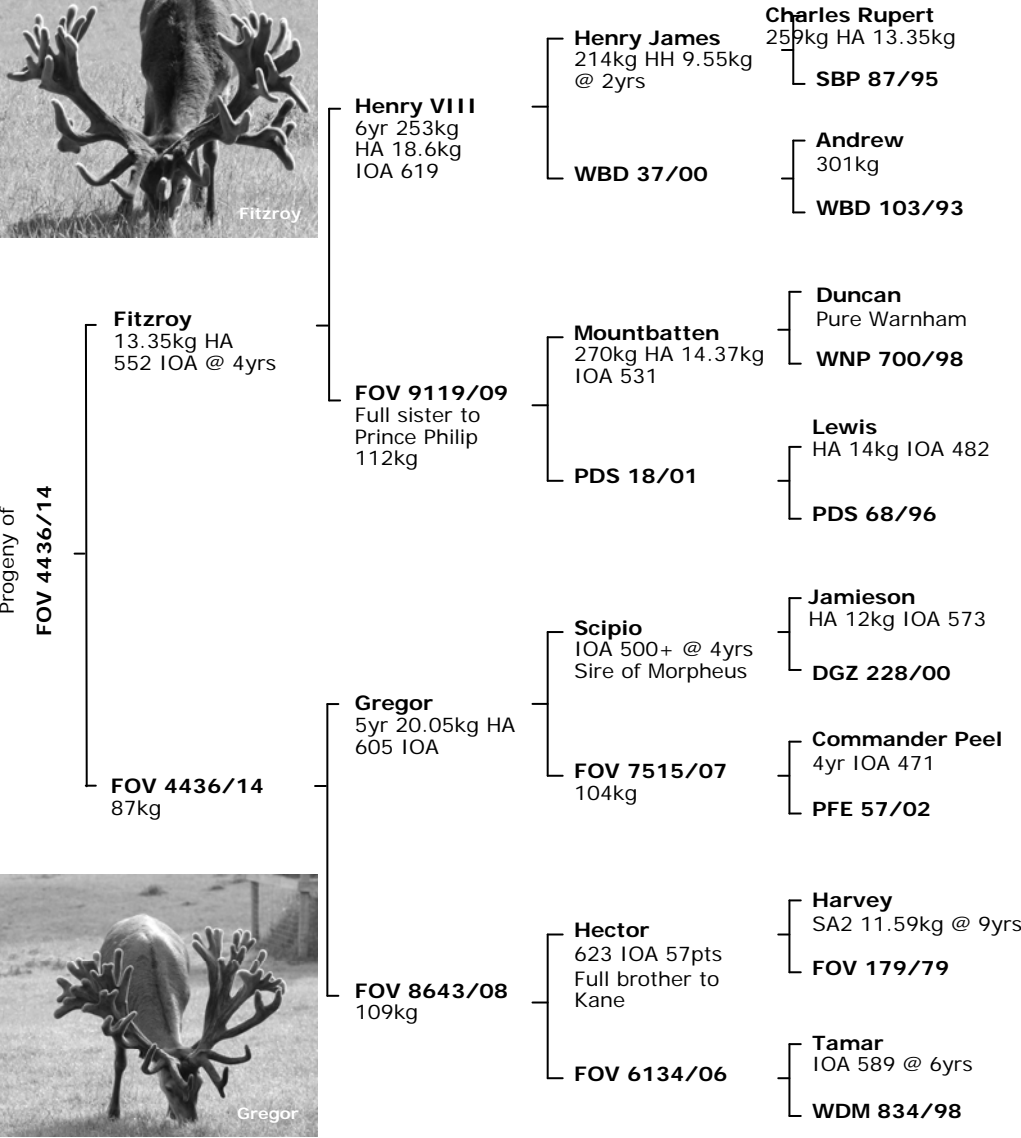 Charles Rupert
259kg HA 13.35kg
Henry James
214kg HH 9.55kg
@ 2yrs
SBP 87/95
Henry VIII
6yr 253kg
HA 18.6kg
IOA 619
Andrew
301kg
WBD 37/00
WBD 103/93
Fitzroy
Fitzroy
13.35kg HA
552 IOA @ 4yrs
Duncan
Pure Warnham
Mountbatten
270kg HA 14.37kg
IOA 531
WNP 700/98
FOV 9119/09
Full sister to
Prince Philip
112kg
Lewis
HA 14kg IOA 482
PDS 18/01
PDS 68/96
Progeny of
FOV 4436/14
Jamieson
HA 12kg IOA 573
Scipio
IOA 500+ @ 4yrs
Sire of Morpheus
DGZ 228/00
Gregor
5yr 20.05kg HA
605 IOA
Commander Peel
4yr IOA 471
FOV 7515/07
104kg
PFE 57/02
FOV 4436/14
87kg
Harvey
SA2 11.59kg @ 9yrs
Hector
623 IOA 57pts
Full brother to
Kane
FOV 179/79
FOV 8643/08
109kg
Tamar
IOA 589 @ 6yrs
FOV 6134/06
WDM 834/98
Gregor